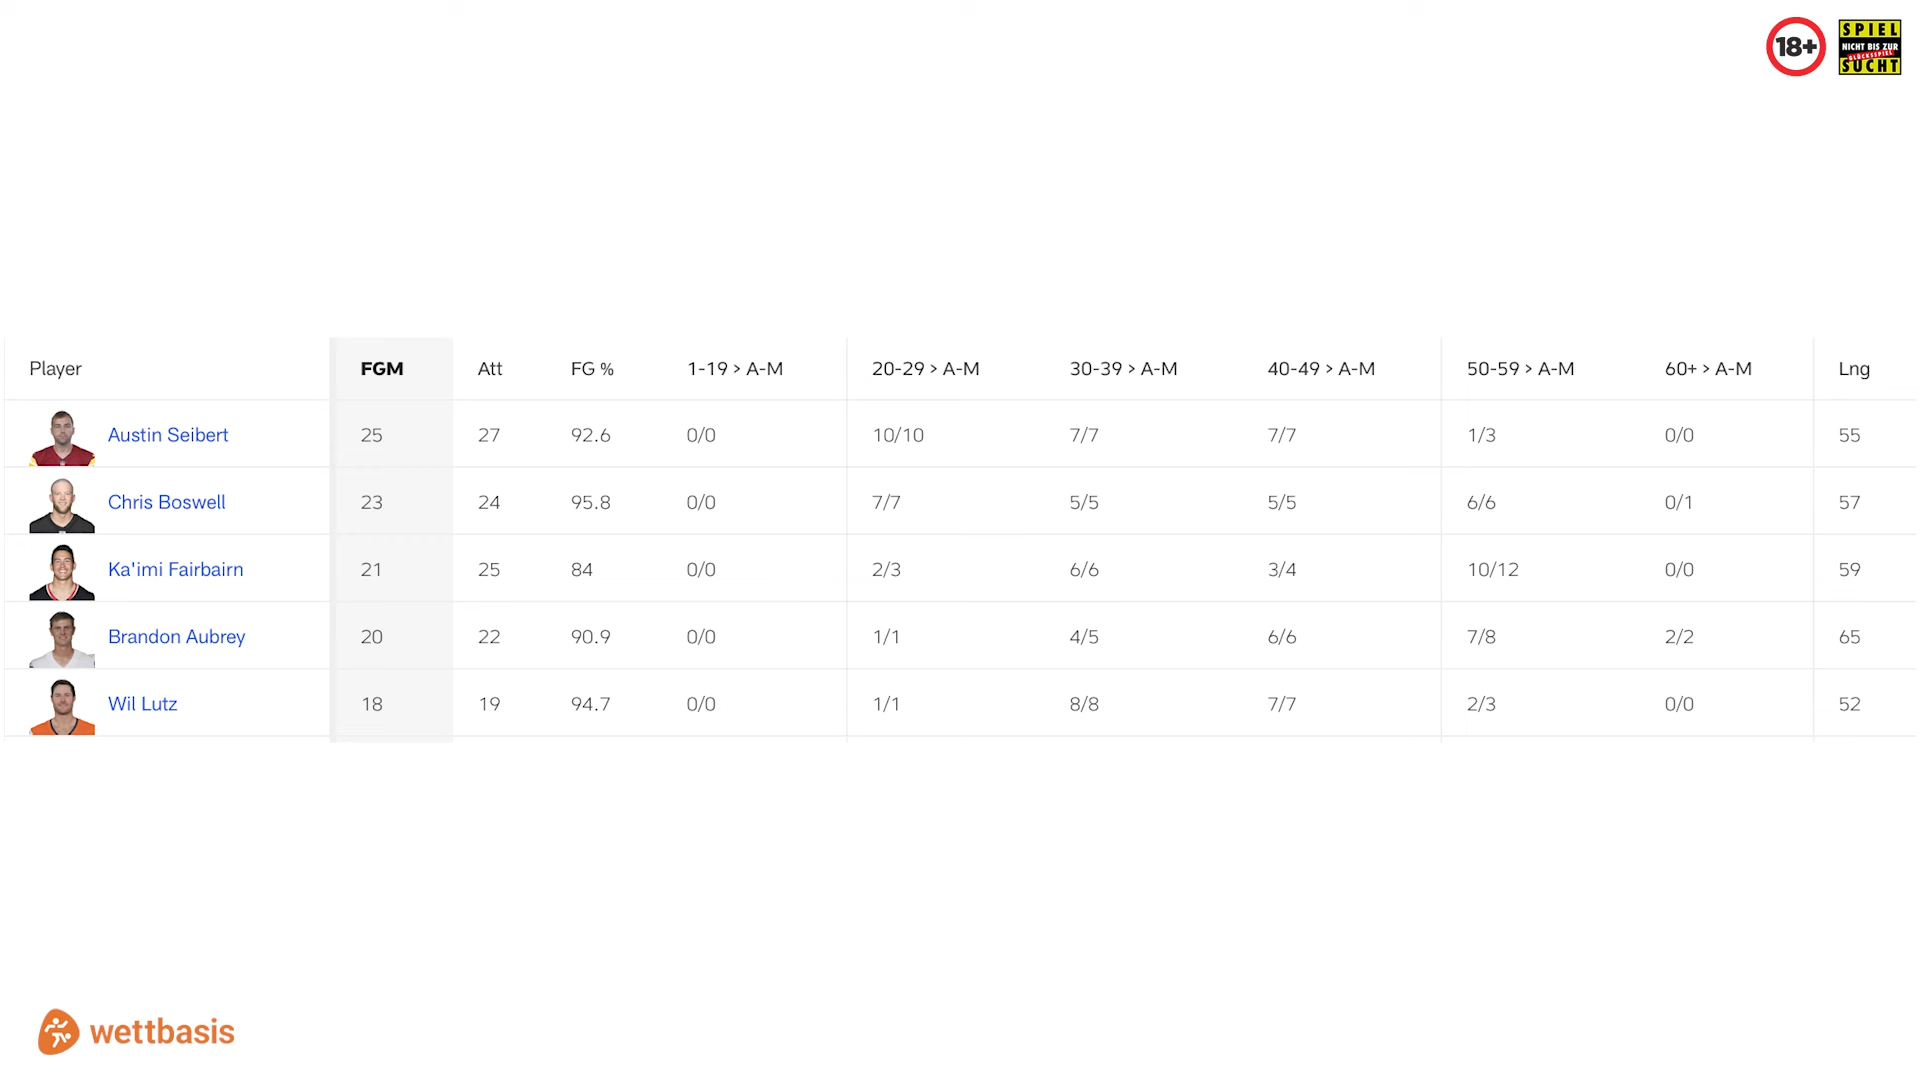 18+
SPIEL
NICHT BIS ZUR
GLÜCKSSPIEL
SUCHT
Player FGM Att FG % 1-19 > A-M 20-29 > A-M 30-39 > A-M 40-49 > A-M 50-59 > A-M 60+ > A-M Lng
Austin Seibert 25 27 92.6 0/0 10/10 7/7 7/7 1/3 0/0 55
Chris Boswell 23 24 95.8 0/0 7/7 5/5 5/5 6/6 0/1 57
Ka'imi Fairbairn 21 25 84 0/0 2/3 6/6 3/4 10/12 0/0 59
Brandon Aubrey 20 22 90.9 0/0 1/1 4/5 6/6 7/8 2/2 65
Wil Lutz 18 19 94.7 0/0 1/1 8/8 7/7 2/3 0/0 52
wettbasis